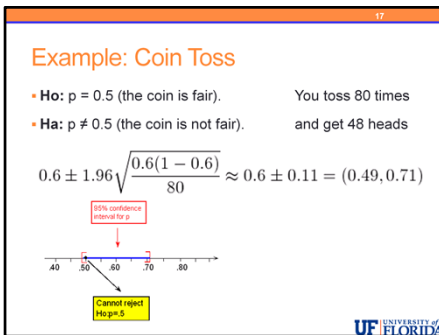 17
Example: Coin Toss
▪ Ho: p = 0.5 (the coin is fair). You toss 80 times
▪ Ha: p ≠ 0.5 (the coin is not fair). and get 48 heads
0.6 ± 1.96√(0.6(1 − 0.6)/80) ≈ 0.6 ± 0.11 = (0.49, 0.71)
95% confidence
interval for p
.40 .50 .60 .70 .80
Cannot reject
Ho:p=.5
UF UNIVERSITY of
FLORIDA